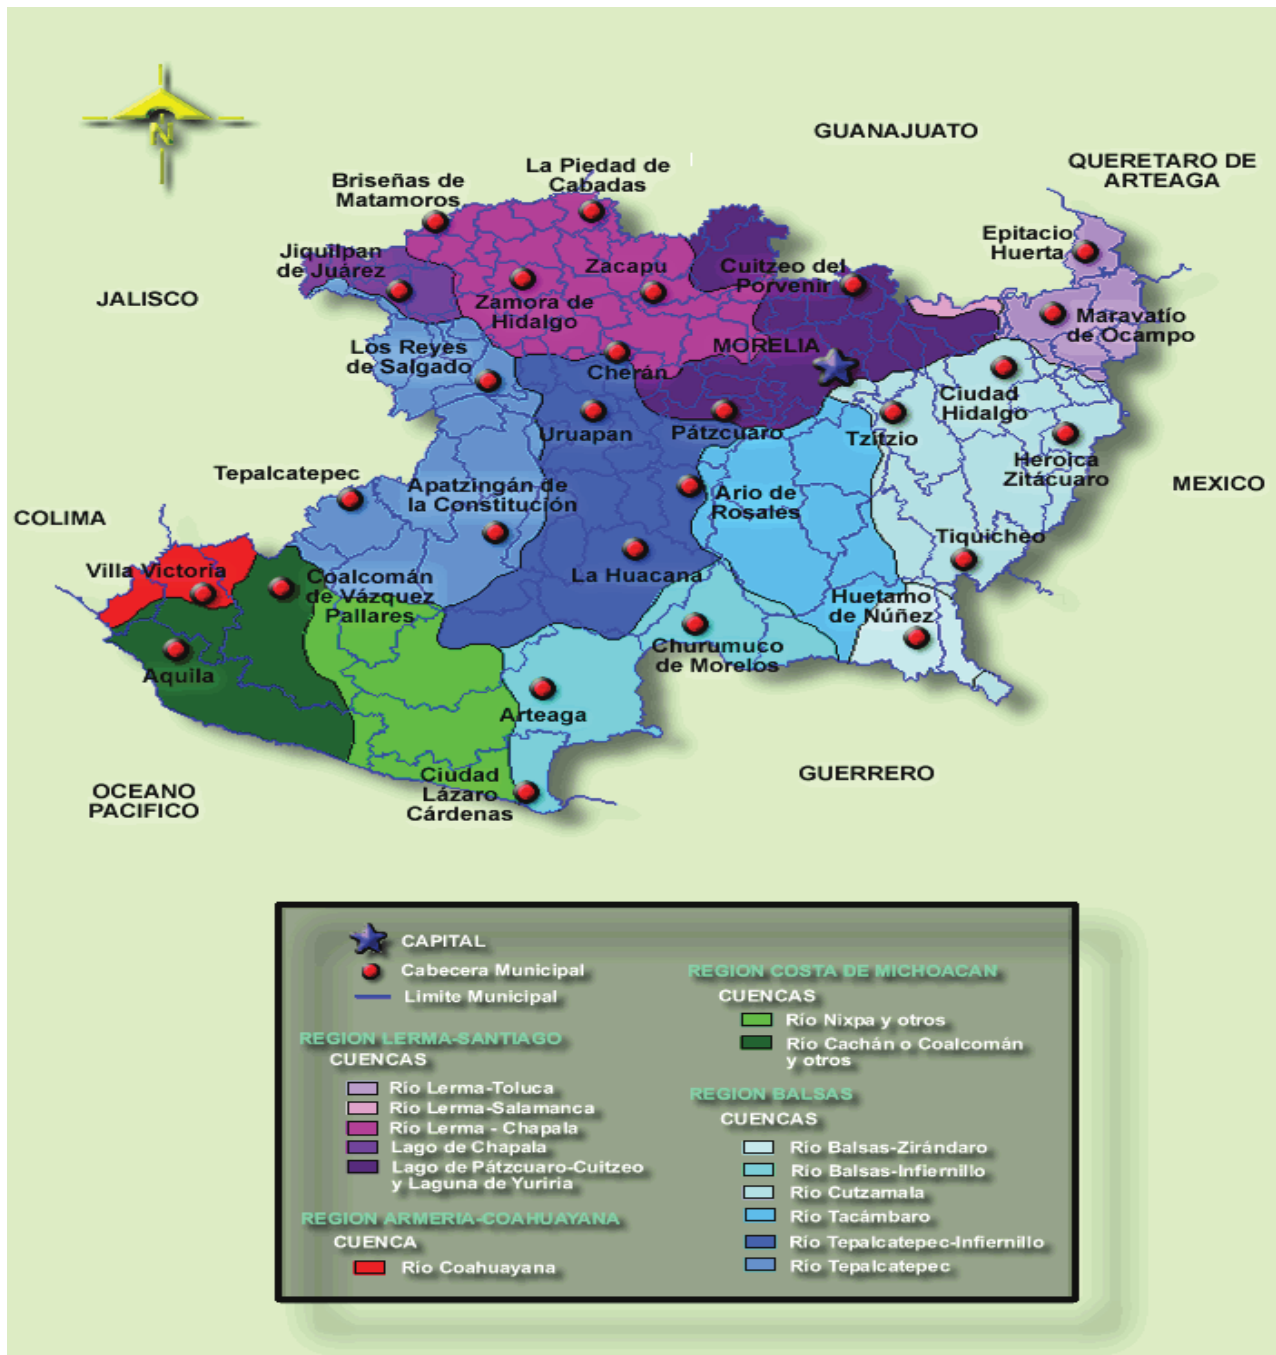 N
GUANAJUATO
QUERETARO DE
ARTEAGA
La Piedad de
Cabadas
Briseñas de
Matamoros
Epitacio
Huerta
Jiquilpan
de Juárez
Zacapu
Cuitzeo del
Porvenir
JALISCO
Zamora de
Hidalgo
Maravatío
de Ocampo
MORELIA
Los Reyes
de Salgado
Cherán
Ciudad
Hidalgo
Uruapan
Pátzcuaro
Tzitzio
Heroica
Zitácuaro
Tepalcatepec
Apatzingán de
la Constitución
Ario de
Rosales
MEXICO
COLIMA
Tiquicheo
Villa Victoría
Coalcomán
de Vázquez
Pallares
La Huacana
Huetamo
de Núñez
Churumuco
de Morelos
Aquila
Arteaga
GUERRERO
OCEANO
PACIFICO
Ciudad
Lázaro
Cárdenas
CAPITAL
Cabecera Municipal
Limite Municipal
REGION LERMA-SANTIAGO
CUENCAS
Río Lerma-Toluca
Río Lerma-Salamanca
Río Lerma - Chapala
Lago de Chapala
Lago de Pátzcuaro-Cuitzeo
y Laguna de Yuriria
REGION ARMERIA-COAHUAYANA
CUENCA
Río Coahuayana
REGION COSTA DE MICHOACAN
CUENCAS
Río Nixpa y otros
Río Cachán o Coalcomán
y otros
REGION BALSAS
CUENCAS
Río Balsas-Zirándaro
Río Balsas-Infiernillo
Río Cutzamala
Río Tacámbaro
Río Tepalcatepec-Infiernillo
Río Tepalcatepec